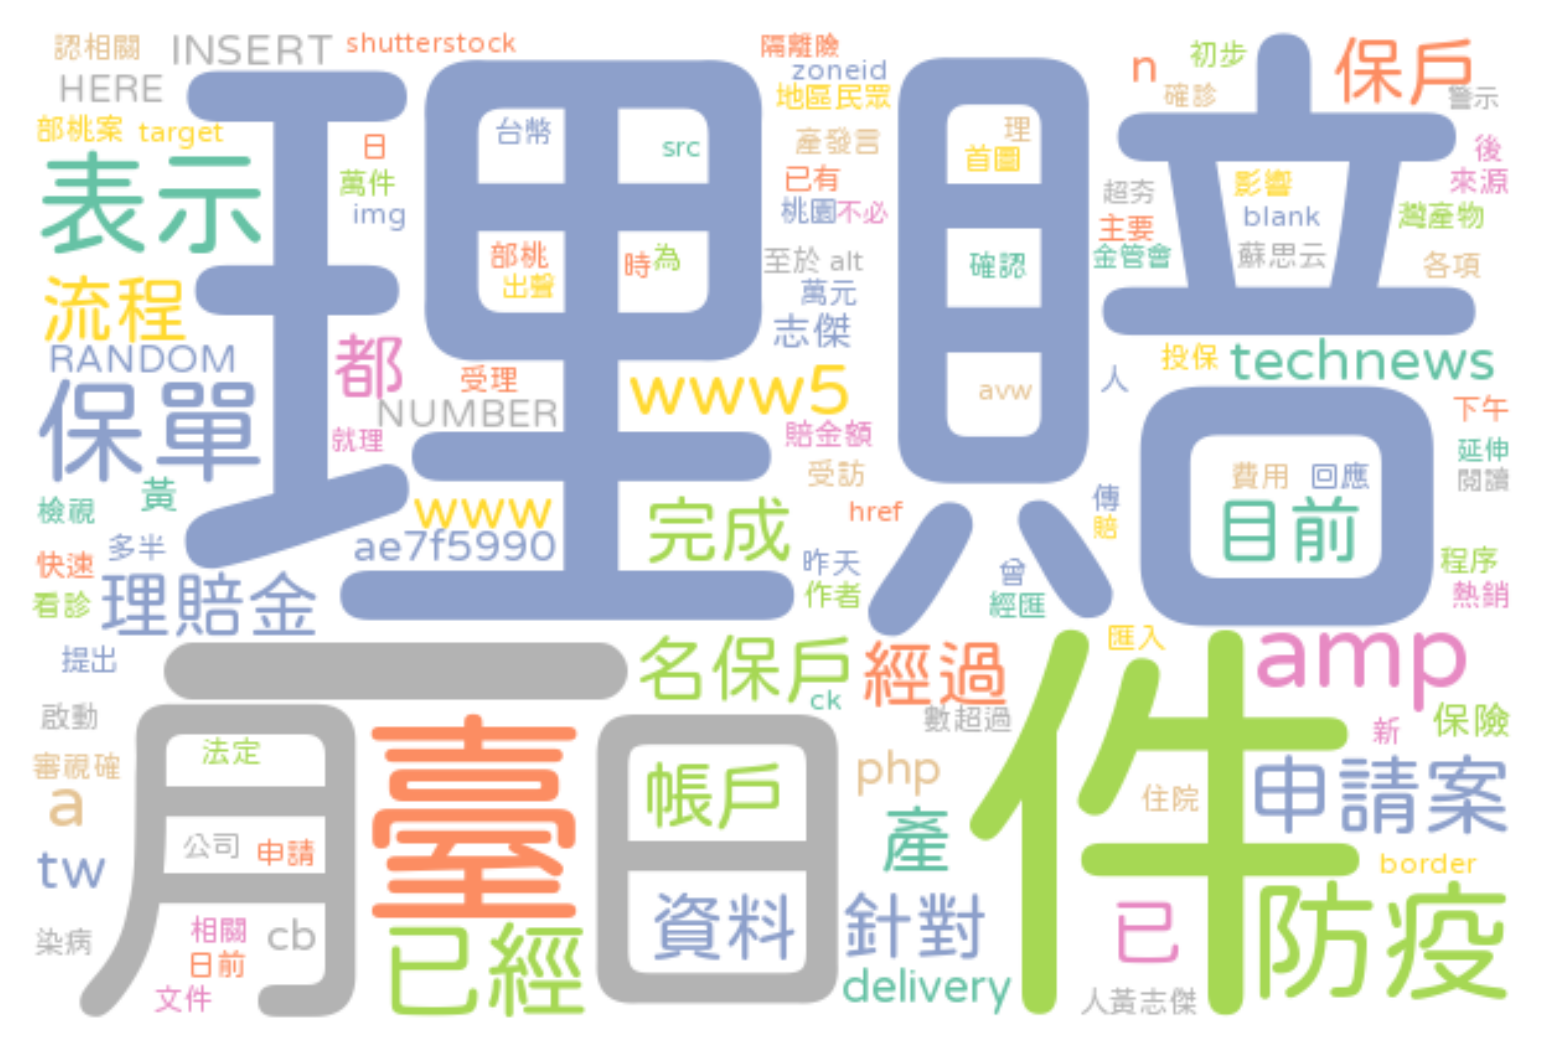 認相關
INSERT
shutterstock
隔離險
初步
保戶
n
HERE
zoneid
地區民眾
確診
警示
部桃案
target
理賠
台幣
src
理
首圖
產發言
日
表示
萬件
img
已有
桃園
不必
超夯
影響
後
來源
blank
灣產物
主要
金管會
蘇思云
各項
部桃
出聲
時
為
至於
alt
確認
萬元
志傑
流程
RANDOM
都
受理
www5
avw
人
投保
technews
保單
NUMBER
就理
賠金額
受訪
下午
延伸
閱讀
費用
回應
目前
檢視
黃
www
ae7f5990
完成
href
傳
賠
多半
快速
看診
理賠金
昨天
作者
曾
經匯
程序
熱銷
提出
一
名保戶
ck
經過
匯入
amp
數超過
啟動
月
法定
臺
日
帳戶
php
件
新
保險
審視確
a
公司
申請
產
住院
申請案
tw
border
染病
相關
日前
文件
cb
已經
資料
針對
delivery
已
人黃志傑
防疫